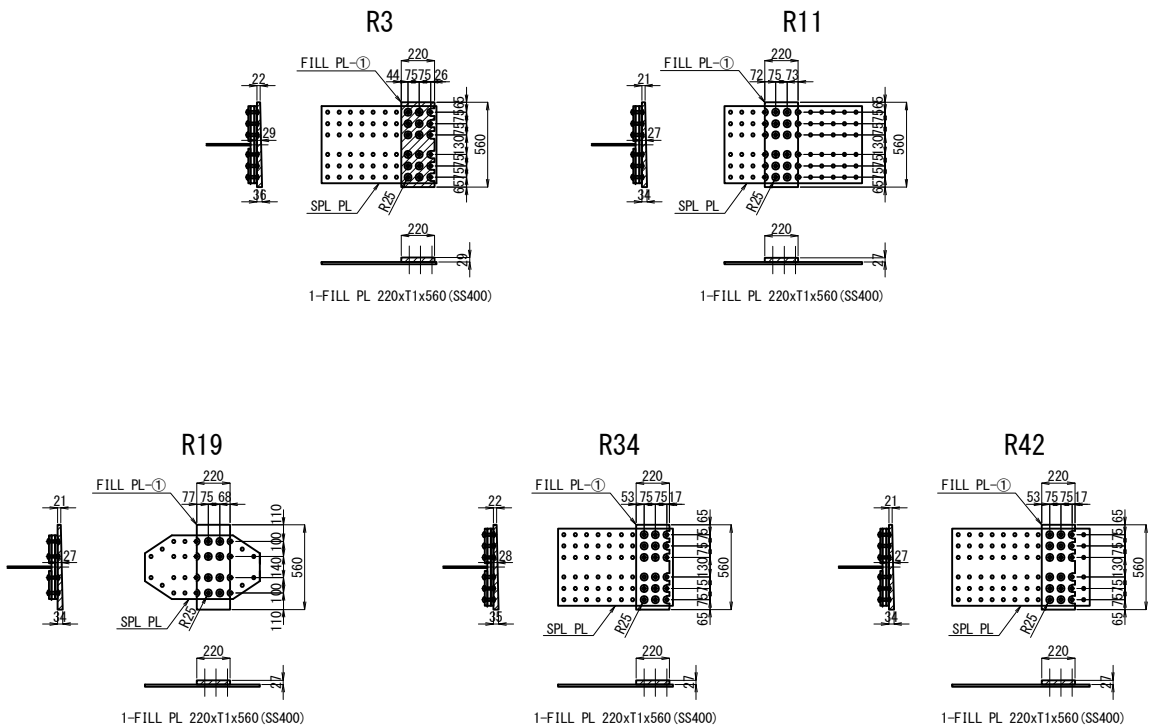 R3
220
FILL PL-①
44 75 75 26
22
29
36
65
75
75
130
75
75
65
560
SPL PL
R25
220
29
1-FILL PL 220xT1x560(SS400)
R11
220
FILL PL-①
72 75 73
21
27
34
65
75
75
130
75
75
65
560
SPL PL
R25
220
27
1-FILL PL 220xT1x560(SS400)
R19
220
FILL PL-①
77 75 68
21
27
34
110
100
140
100
110
560
SPL PL
R25
220
27
1-FILL PL 220xT1x560(SS400)
R34
220
FILL PL-①
53 75 75 17
22
28
35
65
75
75
130
75
75
65
560
SPL PL
R25
220
27
1-FILL PL 220xT1x560(SS400)
R42
220
FILL PL-①
53 75 75 17
21
27
34
65
75
75
130
75
75
65
560
SPL PL
R25
220
27
1-FILL PL 220xT1x560(SS400)